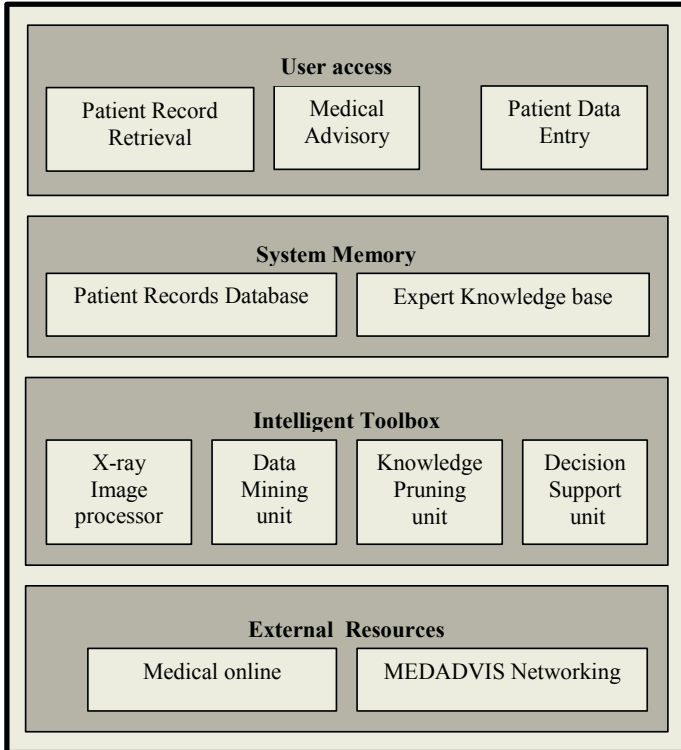 User access
Patient Record
Retrieval
Medical
Advisory
Patient Data
Entry
System Memory
Patient Records Database
Expert Knowledge base
Intelligent Toolbox
X-ray
Image
processor
Data
Mining
unit
Knowledge
Pruning
unit
Decision
Support
unit
External Resources
Medical online
MEDADVIS Networking